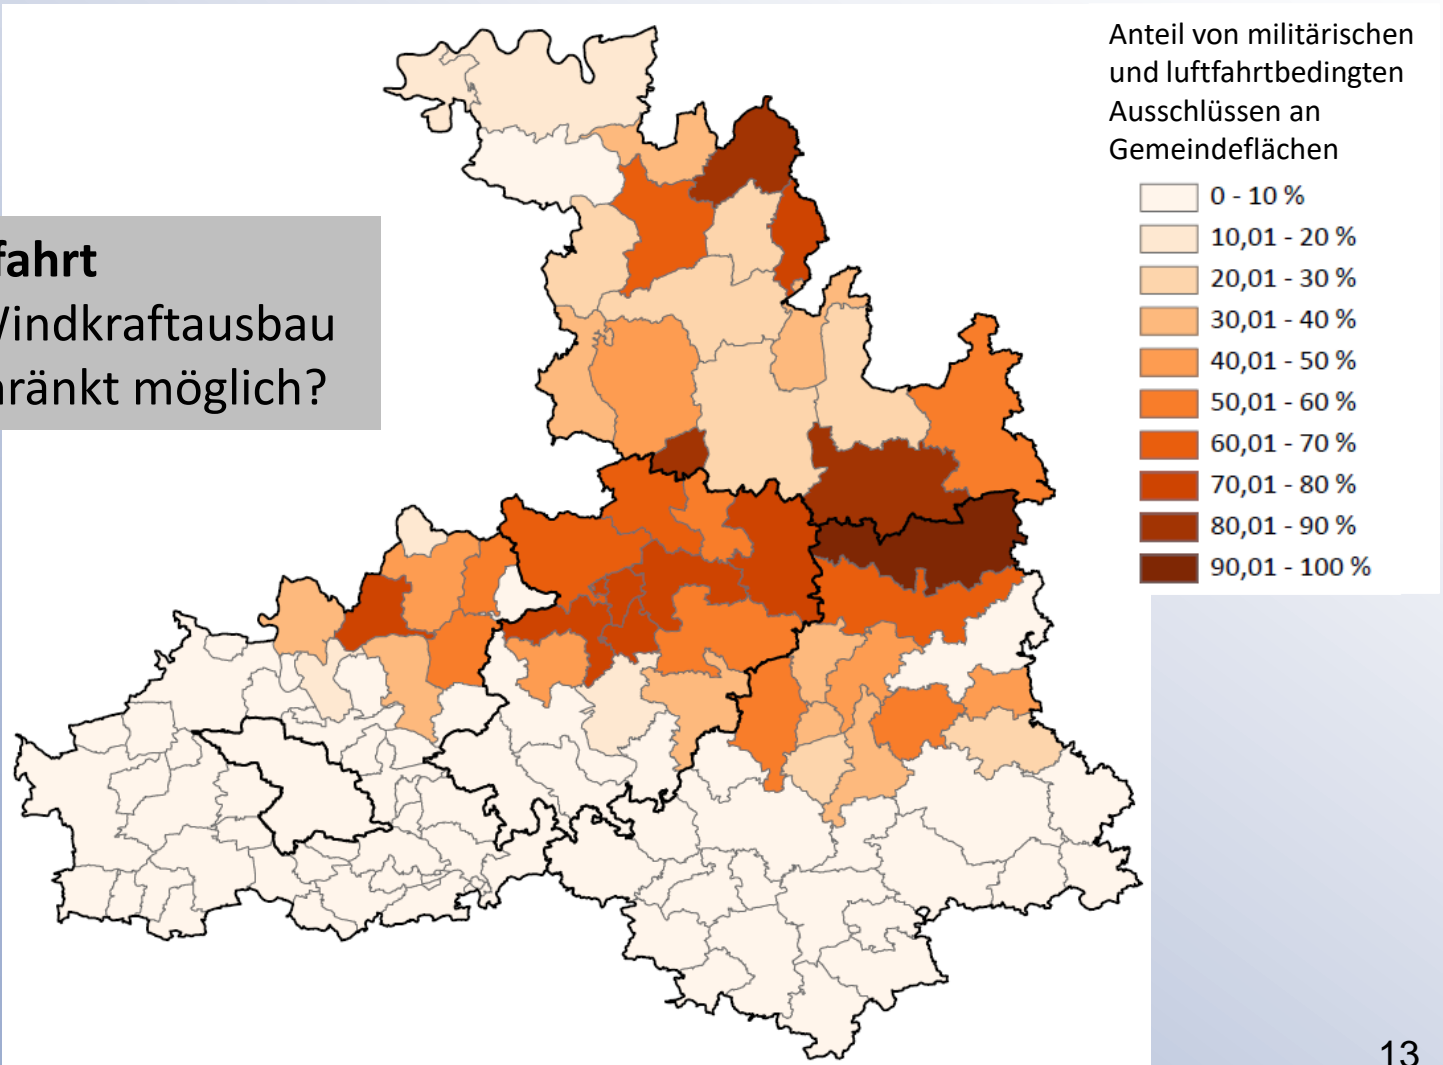 Anteil von militärischen
und luftfahrtbedingten
Ausschlüssen an
Gemeindeflächen
0 - 10 %
10,01 - 20 %
20,01 - 30 %
30,01 - 40 %
40,01 - 50 %
50,01 - 60 %
60,01 - 70 %
70,01 - 80 %
80,01 - 90 %
90,01 - 100 %
fahrt
Windkraftausbau
ränkt möglich?
13